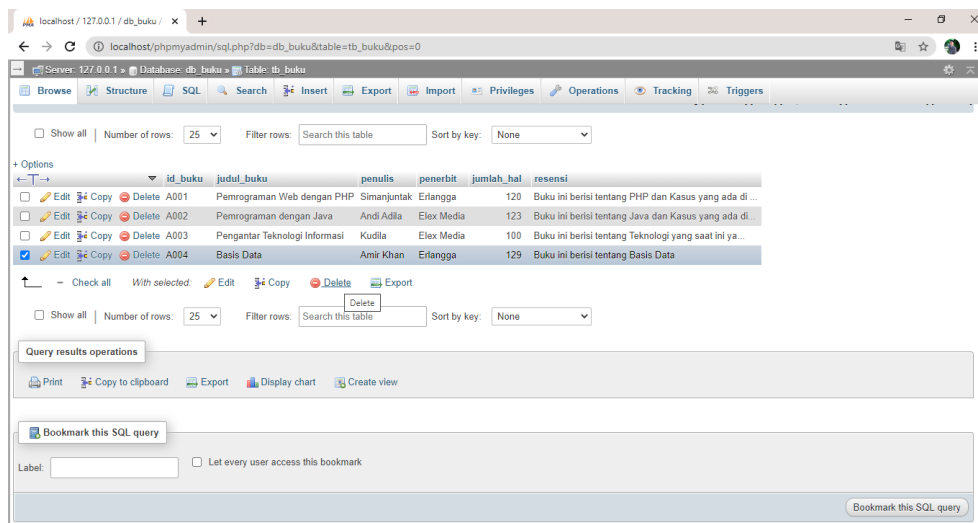 localhost / 127.0.0.1 / db_buku /
localhost/phpmyadmin/sql.php?db=db_buku&table=tb_buku&pos=0
Server: 127.0.0.1 » Database: db_buku » Table: tb_buku
Browse Structure SQL Search Insert Export Import Privileges Operations Tracking Triggers
Show all Number of rows: 25 Filter rows: Search this table Sort by key: None
+ Options
←T→ id_buku judul_buku penulis penerbit jumlah_hal resensi
Edit Copy Delete A001 Pemrograman Web dengan PHP Simanjuntak Erlangga 120 Buku ini berisi tentang PHP dan Kasus yang ada di ...
Edit Copy Delete A002 Pemrograman dengan Java Andi Adila Elex Media 123 Buku ini berisi tentang Java dan Kasus yang ada di...
Edit Copy Delete A003 Pengantar Teknologi Informasi Kudila Elex Media 100 Buku ini berisi tentang Teknologi yang saat ini ya...
Edit Copy Delete A004 Basis Data Amir Khan Erlangga 129 Buku ini berisi tentang Basis Data
Check all With selected: Edit Copy Delete Export
Delete
Show all Number of rows: 25 Filter rows: Search this table Sort by key: None
Query results operations
Print Copy to clipboard Export Display chart Create view
Bookmark this SQL query
Label: Let every user access this bookmark
Bookmark this SQL query